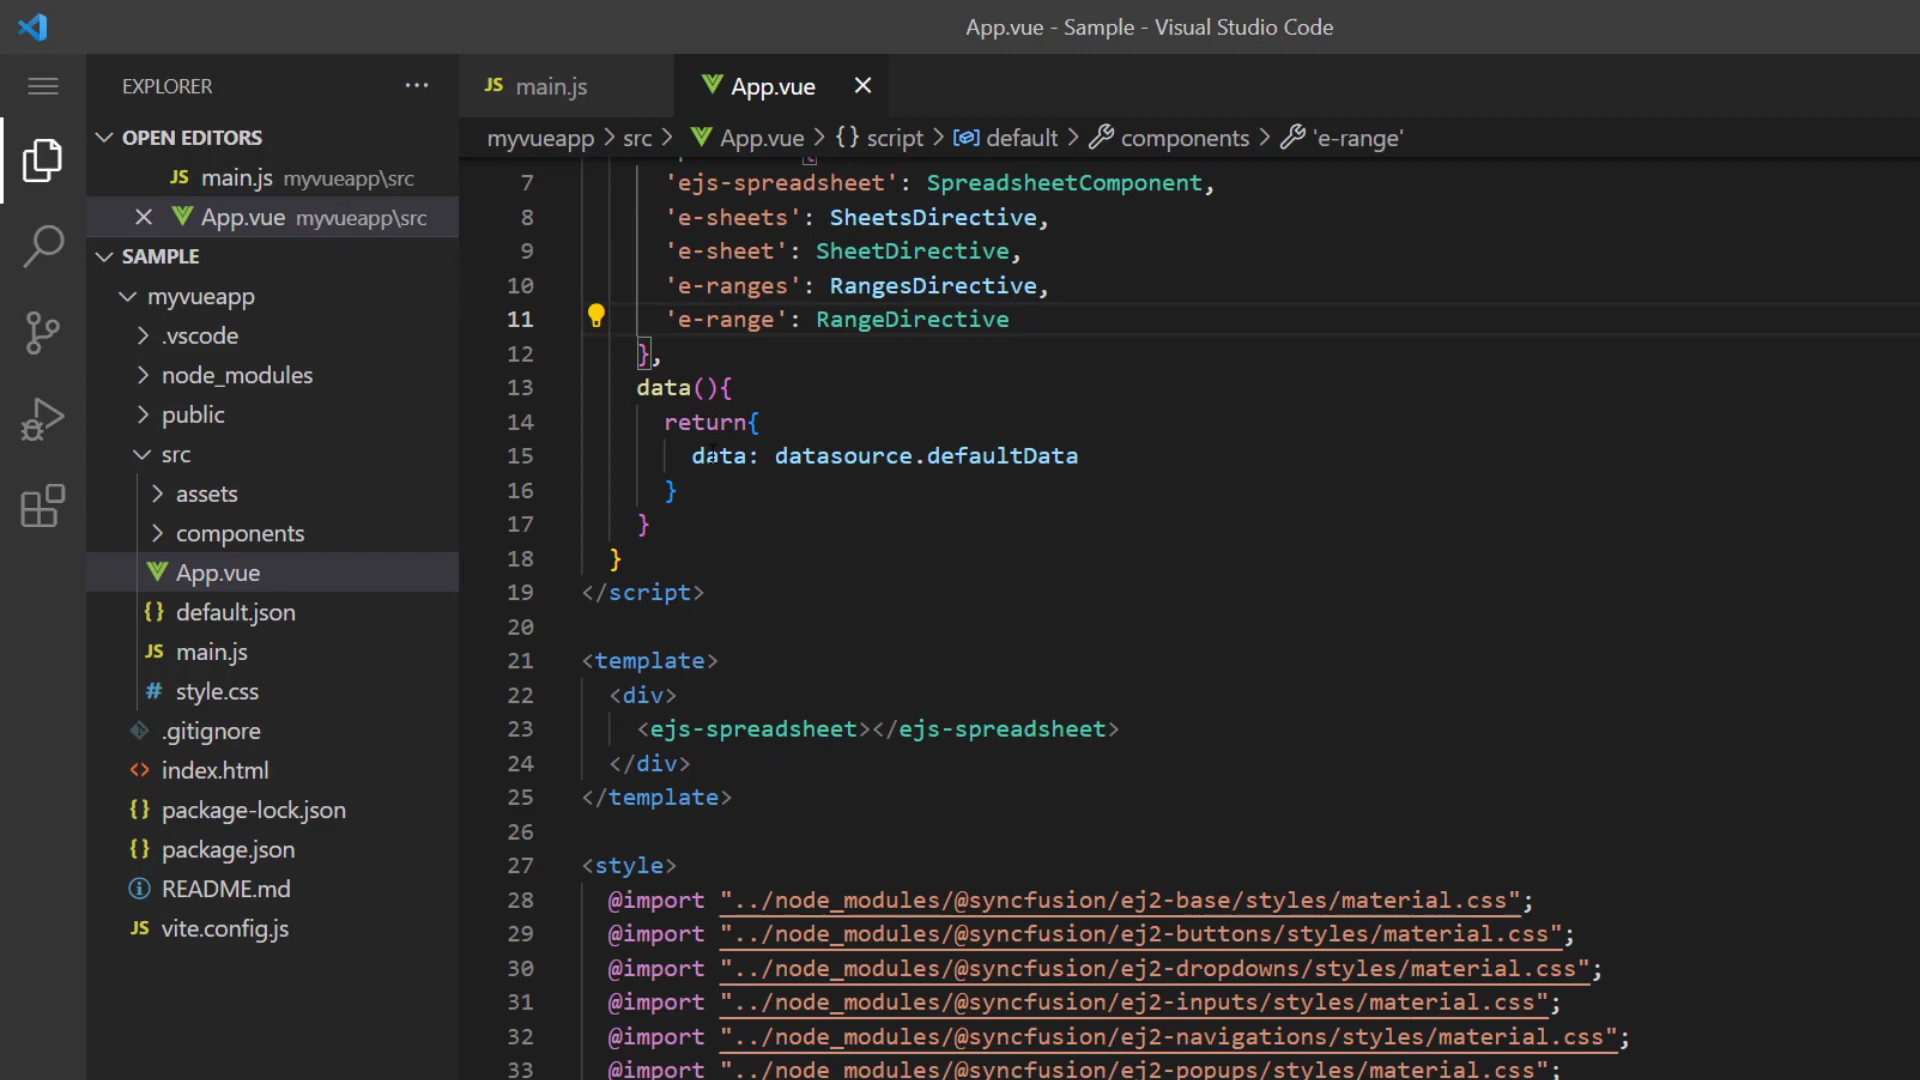 App.vue - Sample - Visual Studio Code
EXPLORER
OPEN EDITORS
JS main.js myvueapp\src
App.vue myvueapp\src
SAMPLE
myvueapp
.vscode
node_modules
public
src
assets
components
App.vue
{} default.json
JS main.js
# style.css
.gitignore
<> index.html
{} package-lock.json
{} package.json
README.md
JS vite.config.js
JS main.js
App.vue
myvueapp > src > App.vue > {} script > default > components > 'e-range'
7 'ejs-spreadsheet': SpreadsheetComponent,
8 'e-sheets': SheetsDirective,
9 'e-sheet': SheetDirective,
10 'e-ranges': RangesDirective,
11 'e-range': RangeDirective
12 },
13 data(){
14 return{
15 data: datasource.defaultData
16 }
17 }
18 }
19 </script>
20
21 <template>
22 <div>
23 <ejs-spreadsheet></ejs-spreadsheet>
24 </div>
25 </template>
26
27 <style>
28 @import "../node_modules/@syncfusion/ej2-base/styles/material.css";
29 @import "../node_modules/@syncfusion/ej2-buttons/styles/material.css";
30 @import "../node_modules/@syncfusion/ej2-dropdowns/styles/material.css";
31 @import "../node_modules/@syncfusion/ej2-inputs/styles/material.css";
32 @import "../node_modules/@syncfusion/ej2-navigations/styles/material.css";
33 @import "../node_modules/@syncfusion/ej2-popups/styles/material.css";